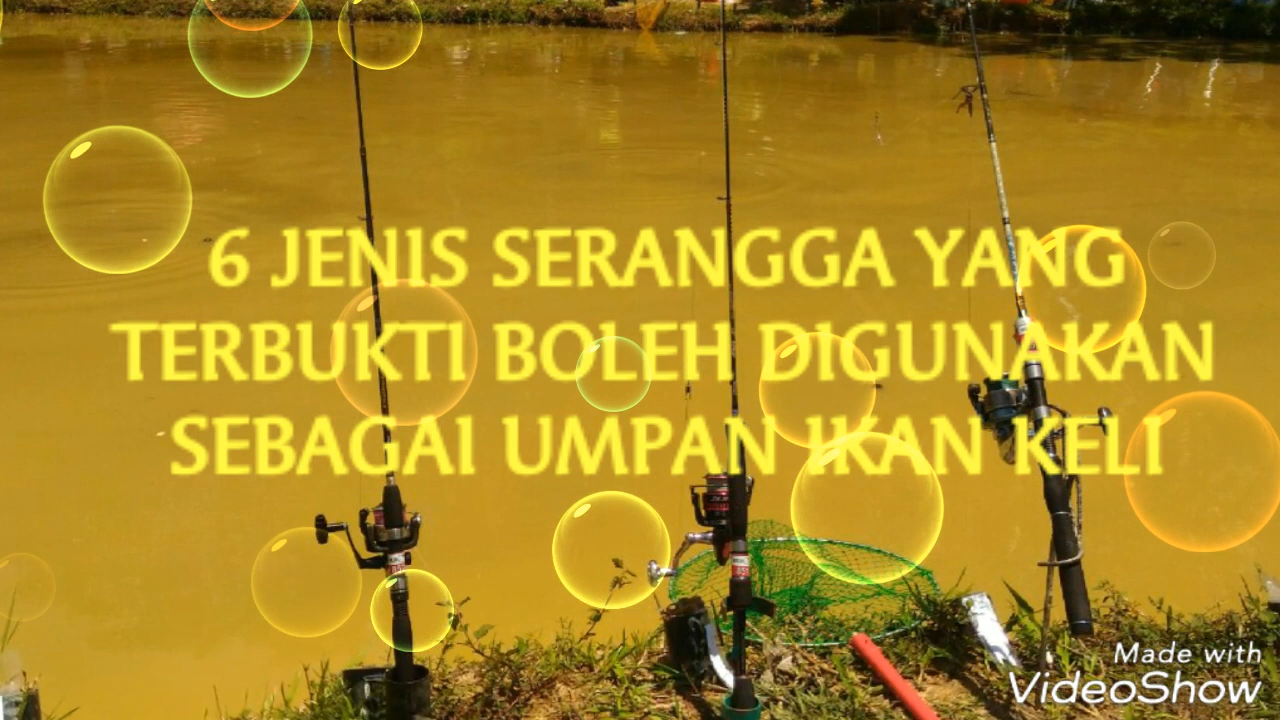 6 JENIS SERANGGA YANG
TERBUKTI BOLEH DIGUNAKAN
SEBAGAI UMPAN IKAN KELI
Made with
VideoShow